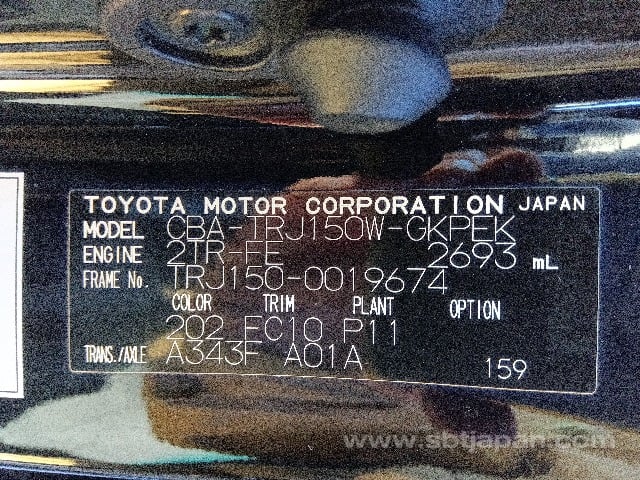 TOYOTA MOTOR CORPORATION JAPAN
MODEL CBA-TRJ150W-GKPEK
ENGINE 2TR-FE 2693 mL
FRAME No. TRJ150-0019674
COLOR TRIM PLANT OPTION
202 FC10 P11
TRANS./AXLE A343F A01A 159
www.sbtjapan.com